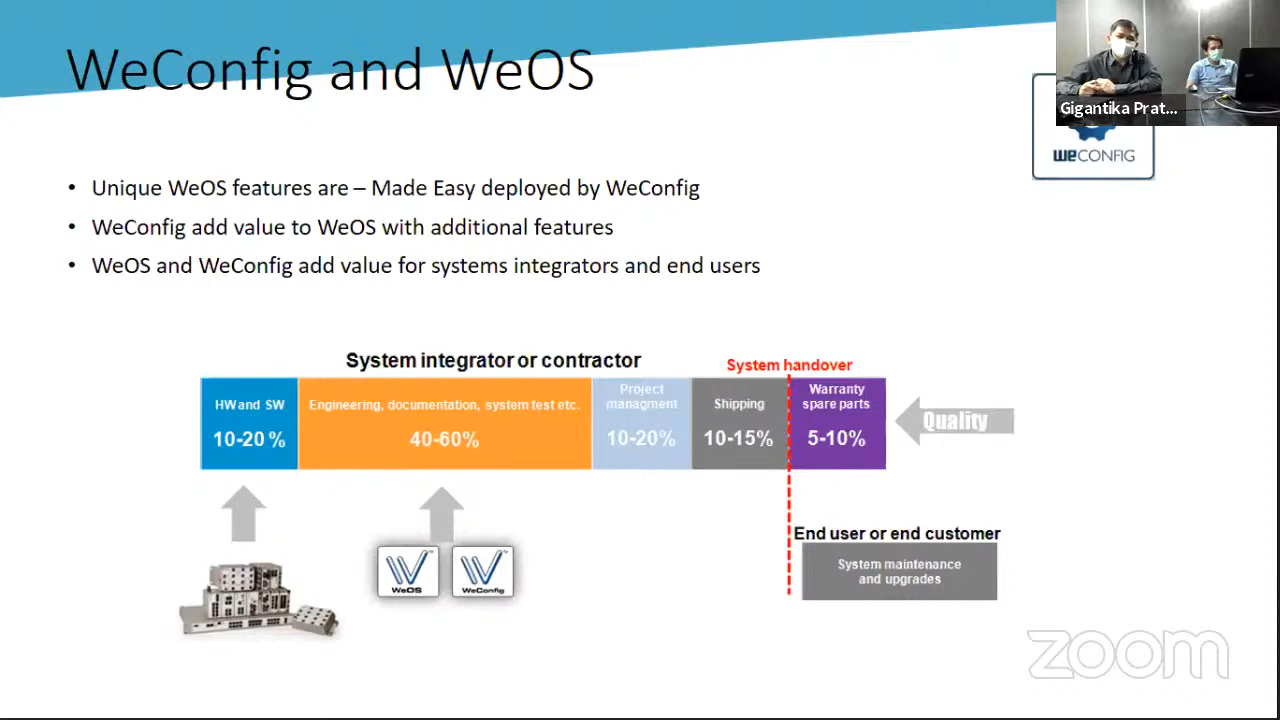 WeConfig and WeOS
Gigantika Prat...
WECONFIG
• Unique WeOS features are – Made Easy deployed by WeConfig
• WeConfig add value to WeOS with additional features
• WeOS and WeConfig add value for systems integrators and end users
System integrator or contractor
System handover
HW and SW
10-20 %
Engineering, documentation, system test etc.
40-60%
Project
managment
10-20%
Shipping
10-15%
Warranty
spare parts
5-10%
Quality
WeOS
WeConfig
End user or end customer
System maintenance
and upgrades
zoom